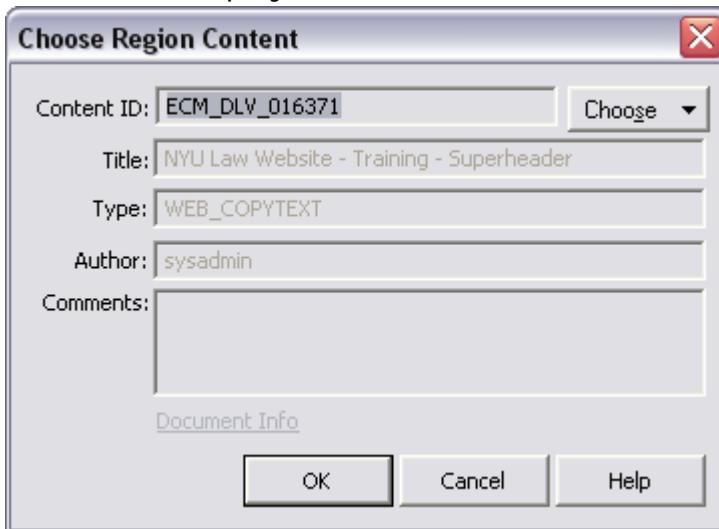 Choose Region Content
Content ID: ECM_DLV_016371 Choose
Title: NYU Law Website - Training - Superheader
Type: WEB_COPYTEXT
Author: sysadmin
Comments:
Document Info
OK Cancel Help